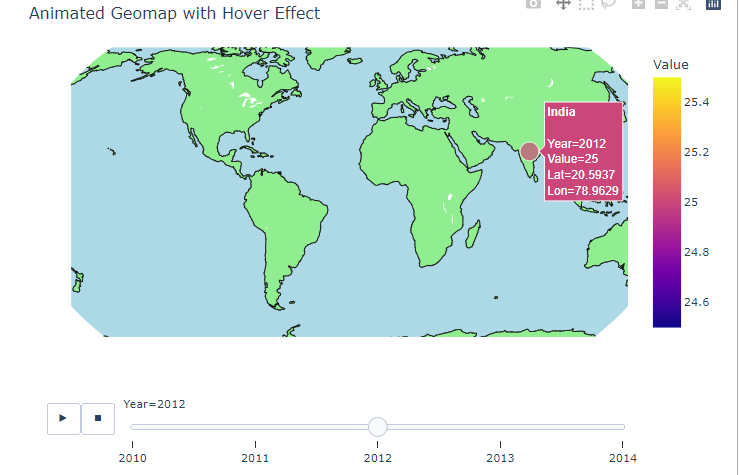 Animated Geomap with Hover Effect
Value
25.4
25.2
25
24.8
24.6
India
Year=2012
Value=25
Lat=20.5937
Lon=78.9629
Year=2012
2010
2011
2012
2013
2014